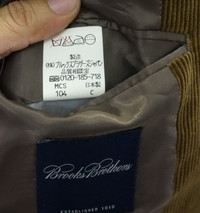 製造
㈱ブルックスブラザーズジャパン
品質相談室
0120-185-718
MCS 日本製
104 C
Brooks Brothers
ESTABLISHED 1818